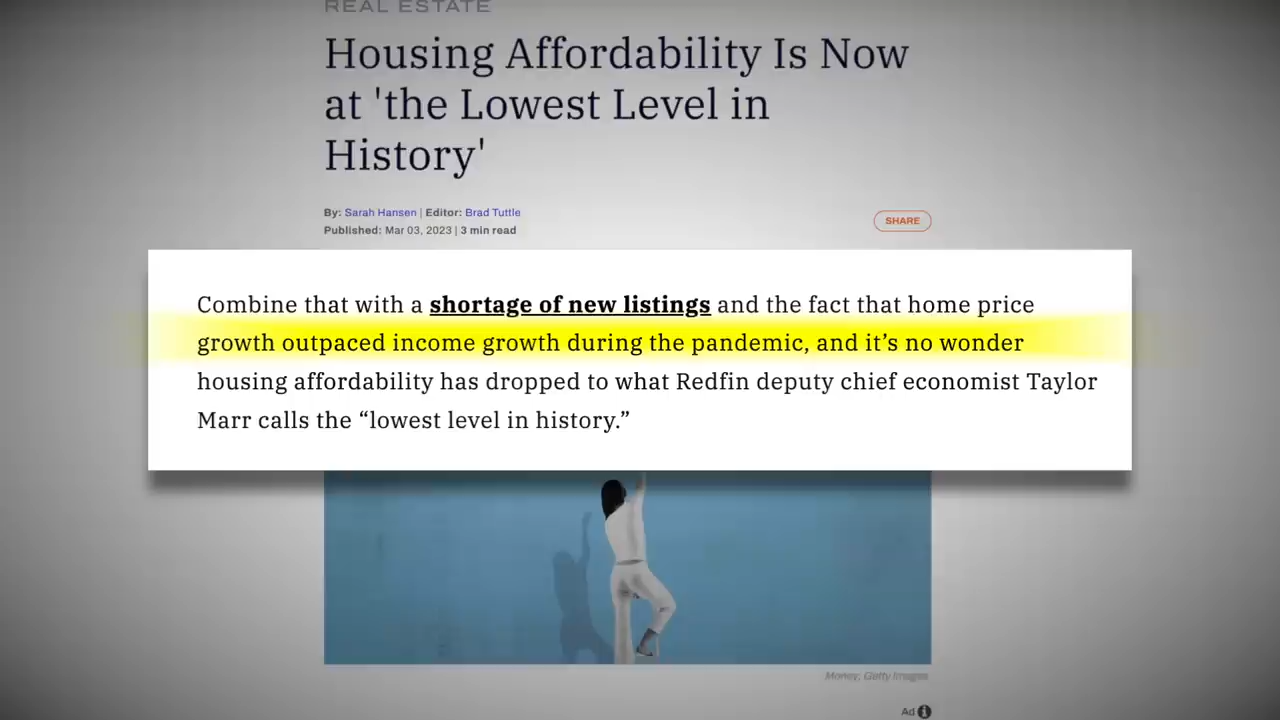 REAL ESTATE
Housing Affordability Is Now
at 'the Lowest Level in
History'
By: Sarah Hansen | Editor: Brad Tuttle
Published: Mar 03, 2023 | 3 min read
SHARE
Combine that with a shortage of new listings and the fact that home price
growth outpaced income growth during the pandemic, and it’s no wonder
housing affordability has dropped to what Redfin deputy chief economist Taylor
Marr calls the “lowest level in history.”
Money; Getty Images
Ad